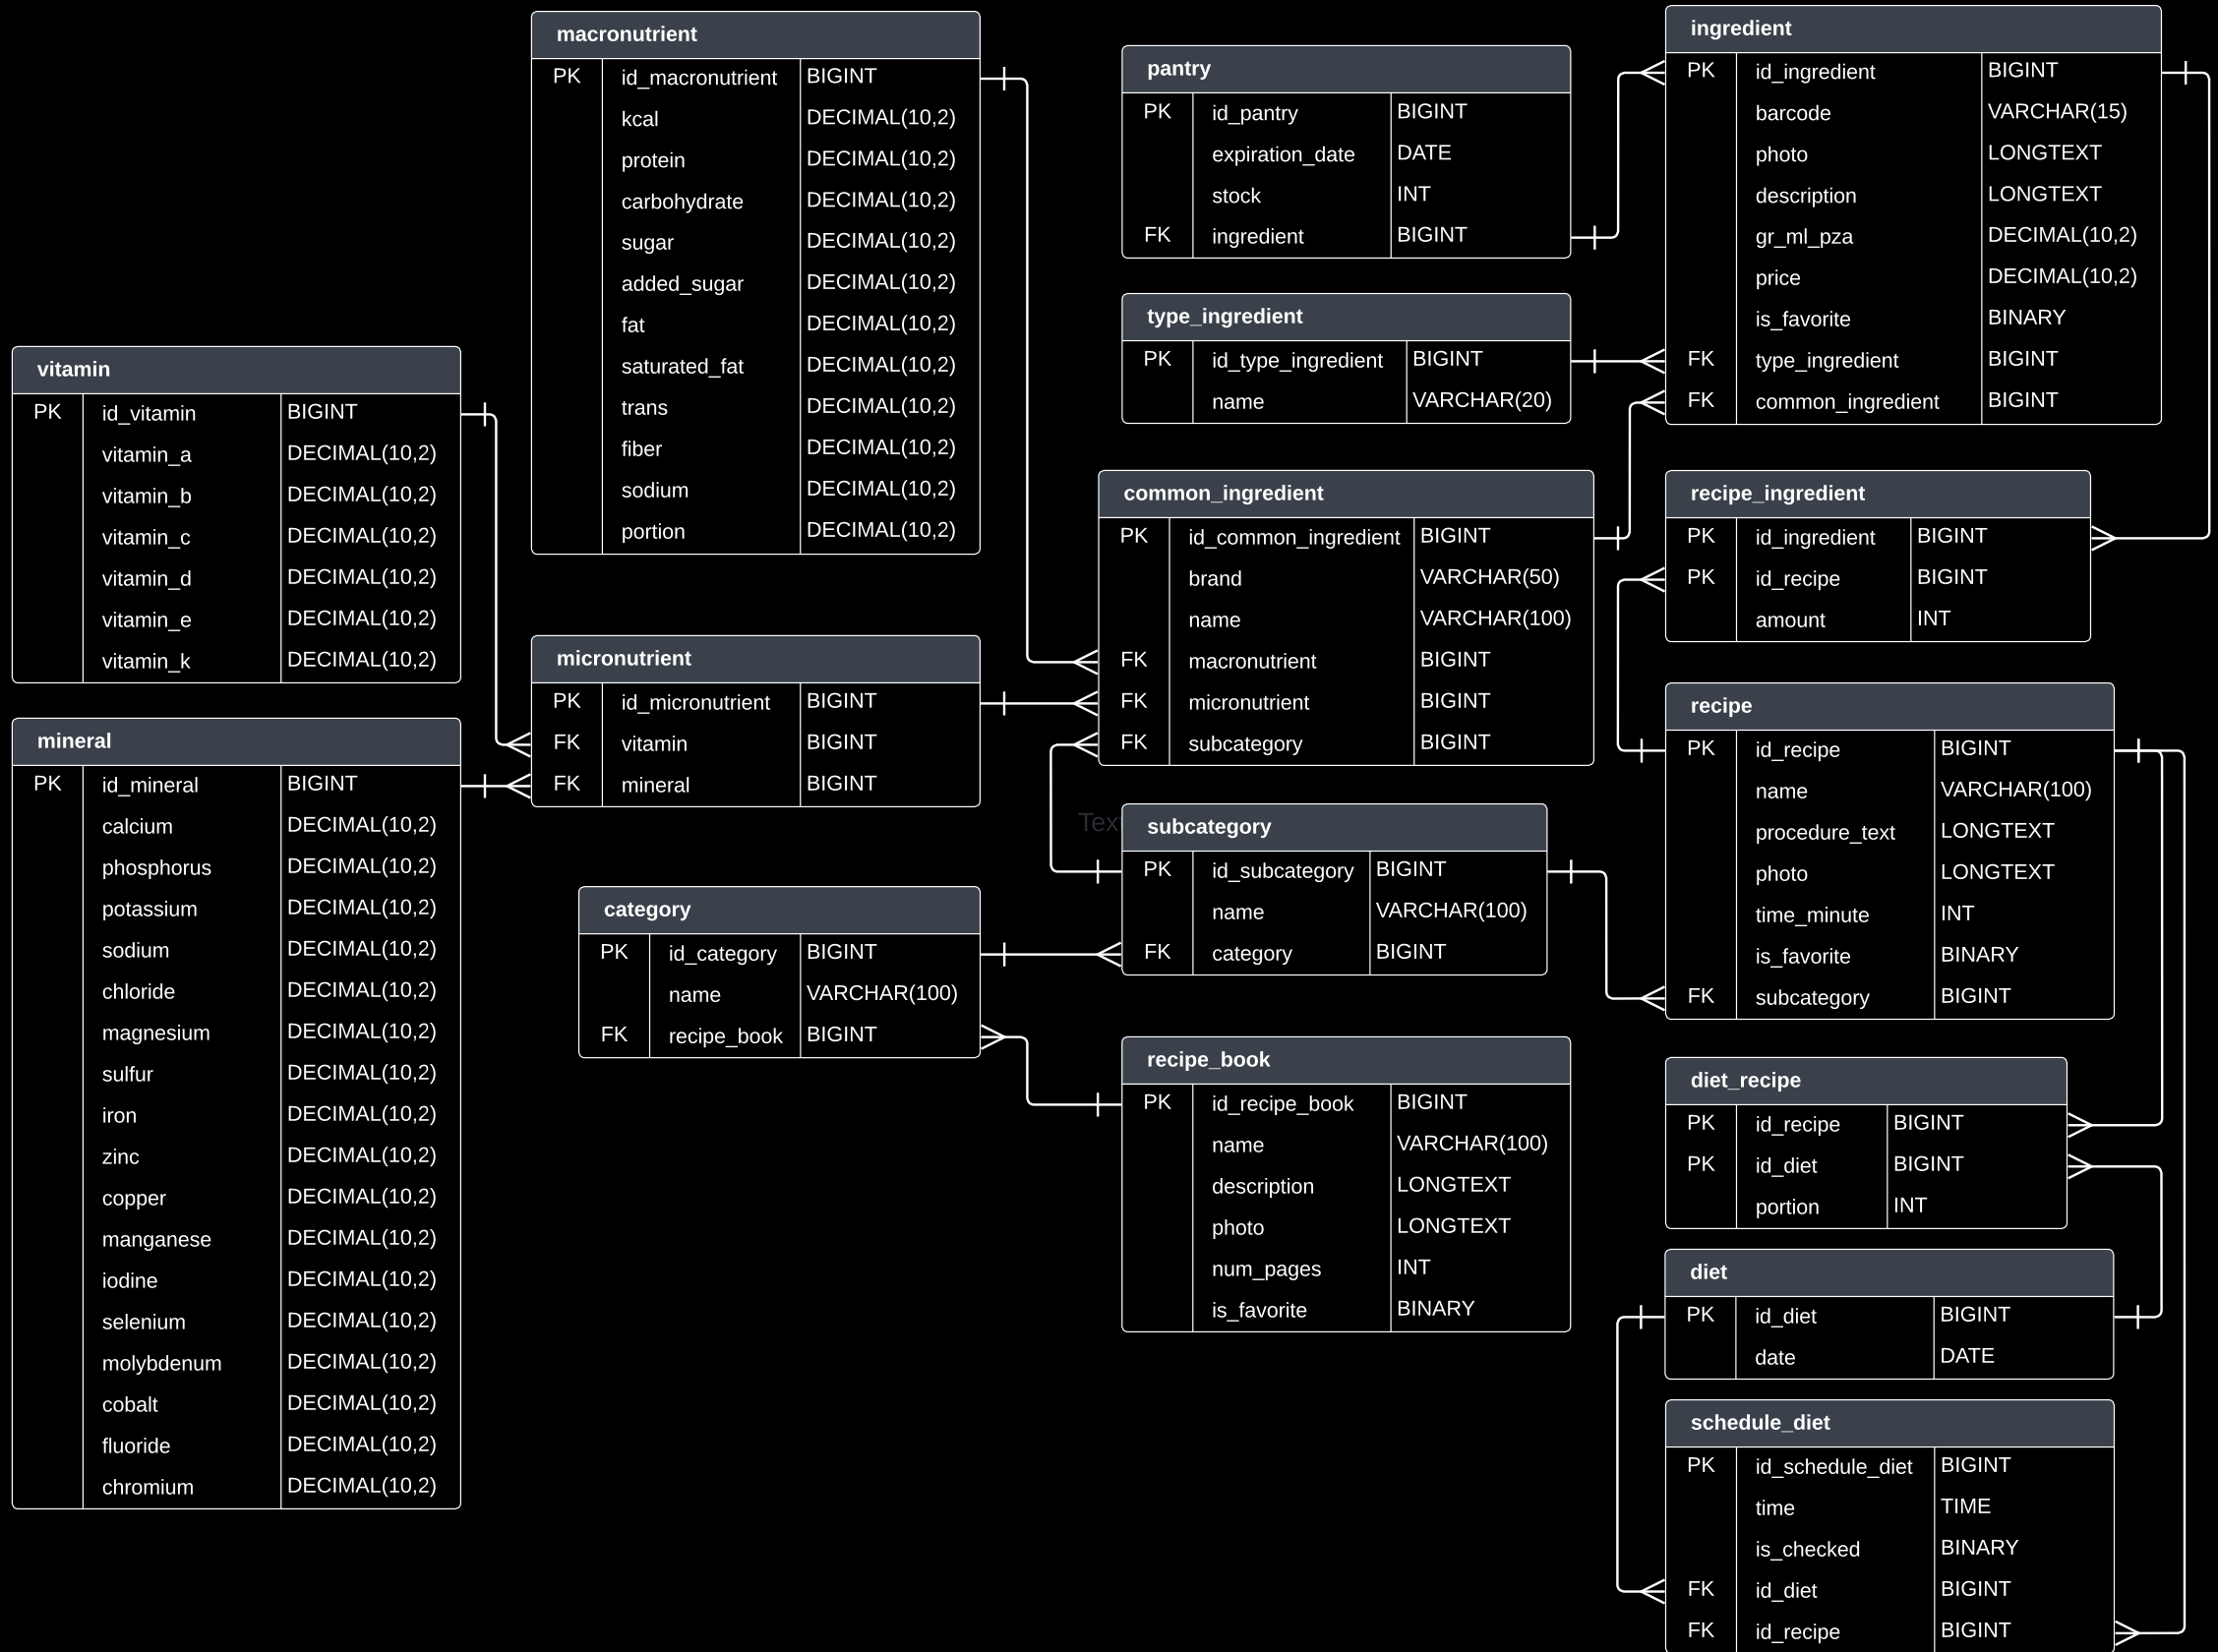 macronutrient
PK id_macronutrient BIGINT
kcal DECIMAL(10,2)
protein DECIMAL(10,2)
carbohydrate DECIMAL(10,2)
sugar DECIMAL(10,2)
added_sugar DECIMAL(10,2)
fat DECIMAL(10,2)
saturated_fat DECIMAL(10,2)
trans DECIMAL(10,2)
fiber DECIMAL(10,2)
sodium DECIMAL(10,2)
portion DECIMAL(10,2)
pantry
PK id_pantry BIGINT
expiration_date DATE
stock INT
FK ingredient BIGINT
ingredient
PK id_ingredient BIGINT
barcode VARCHAR(15)
photo LONGTEXT
description LONGTEXT
gr_ml_pza DECIMAL(10,2)
price DECIMAL(10,2)
is_favorite BINARY
FK type_ingredient BIGINT
FK common_ingredient BIGINT
type_ingredient
PK id_type_ingredient BIGINT
name VARCHAR(20)
vitamin
PK id_vitamin BIGINT
vitamin_a DECIMAL(10,2)
vitamin_b DECIMAL(10,2)
vitamin_c DECIMAL(10,2)
vitamin_d DECIMAL(10,2)
vitamin_e DECIMAL(10,2)
vitamin_k DECIMAL(10,2)
common_ingredient
PK id_common_ingredient BIGINT
brand VARCHAR(50)
name VARCHAR(100)
FK macronutrient BIGINT
FK micronutrient BIGINT
FK subcategory BIGINT
recipe_ingredient
PK id_ingredient BIGINT
PK id_recipe BIGINT
amount INT
micronutrient
PK id_micronutrient BIGINT
FK vitamin BIGINT
FK mineral BIGINT
recipe
PK id_recipe BIGINT
name VARCHAR(100)
procedure_text LONGTEXT
photo LONGTEXT
time_minute INT
is_favorite BINARY
FK subcategory BIGINT
mineral
PK id_mineral BIGINT
calcium DECIMAL(10,2)
phosphorus DECIMAL(10,2)
potassium DECIMAL(10,2)
sodium DECIMAL(10,2)
chloride DECIMAL(10,2)
magnesium DECIMAL(10,2)
sulfur DECIMAL(10,2)
iron DECIMAL(10,2)
zinc DECIMAL(10,2)
copper DECIMAL(10,2)
manganese DECIMAL(10,2)
iodine DECIMAL(10,2)
selenium DECIMAL(10,2)
molybdenum DECIMAL(10,2)
cobalt DECIMAL(10,2)
fluoride DECIMAL(10,2)
chromium DECIMAL(10,2)
subcategory
PK id_subcategory BIGINT
name VARCHAR(100)
FK category BIGINT
category
PK id_category BIGINT
name VARCHAR(100)
FK recipe_book BIGINT
recipe_book
PK id_recipe_book BIGINT
name VARCHAR(100)
description LONGTEXT
photo LONGTEXT
num_pages INT
is_favorite BINARY
diet_recipe
PK id_recipe BIGINT
PK id_diet BIGINT
portion INT
diet
PK id_diet BIGINT
date DATE
schedule_diet
PK id_schedule_diet BIGINT
time TIME
is_checked BINARY
FK id_diet BIGINT
FK id_recipe BIGINT